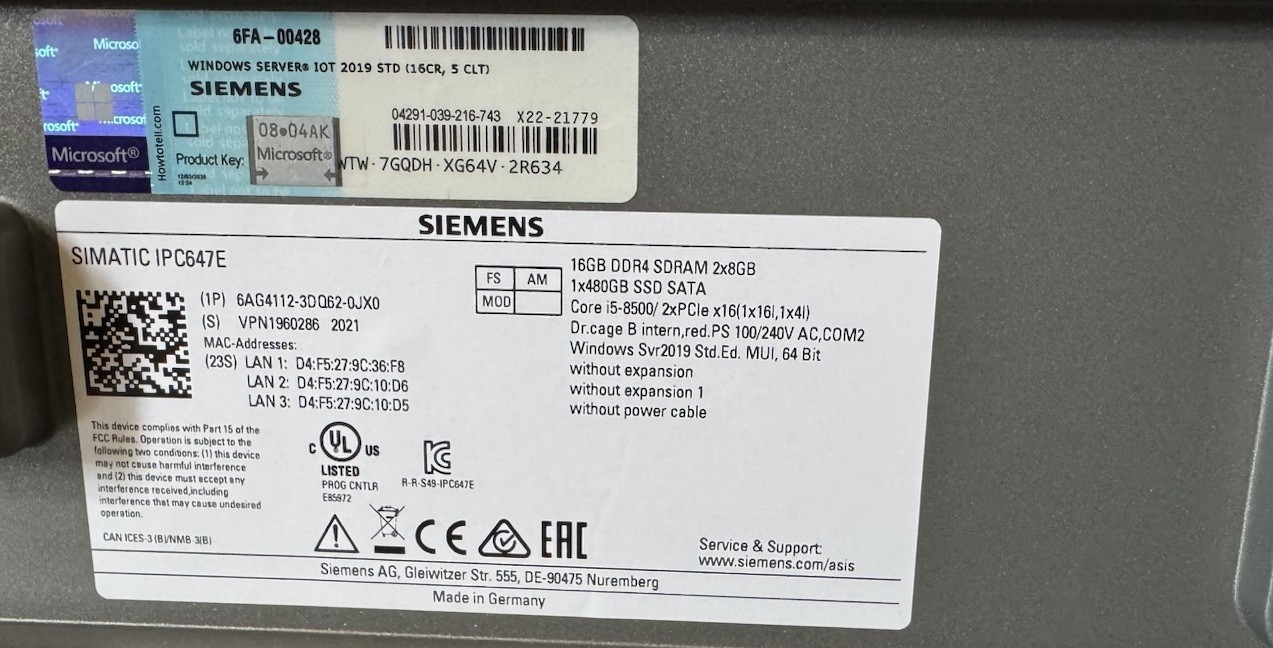 6FA-00428
WINDOWS SERVER® IOT 2019 STD (16CR, 5 CLT)
SIEMENS
04291-039-216-743 X22-21779
08 04AK
Microsoft®
Product Key:
NTW-7GQDH-XG64V-2R634
Howtotell.com
Microsoft®
SIEMENS
SIMATIC IPC647E
(1P) 6AG4112-3DQ62-0JX0
(S) VPN1960286 2021
MAC-Addresses:
(23S) LAN 1: D4:F5:27:9C:36:F8
LAN 2: D4:F5:27:9C:10:D6
LAN 3: D4:F5:27:9C:10:D5
FS AM
MOD
16GB DDR4 SDRAM 2x8GB
1x480GB SSD SATA
Core i5-8500/ 2xPCIe x16(1x16l,1x4l)
Dr.cage B intern,red.PS 100/240V AC,COM2
Windows Svr2019 Std.Ed. MUI, 64 Bit
without expansion
without expansion 1
without power cable
This device complies with Part 15 of the
FCC Rules. Operation is subject to the
following two conditions: (1) this device
may not cause harmful interference
and (2) this device must accept any
interference received,including
interference that may cause undesired
operation.
CAN ICES-3 (B)/NMB-3(B)
C UL US
LISTED
PROG CNTLR
E85972
R-R-S49-IPC647E
CE EAC
Service & Support:
www.siemens.com/asis
Siemens AG, Gleiwitzer Str. 555, DE-90475 Nuremberg
Made in Germany